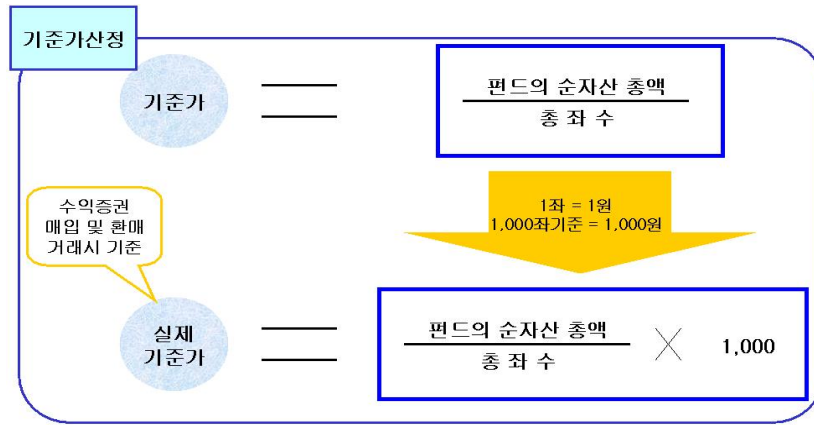 기준가산정
기준가
펀드의 순자산 총액
총 좌 수
1좌 = 1원
1,000좌기준 = 1,000원
수익증권
매입 및 환매
거래시 기준
실제
기준가
펀드의 순자산 총액
총 좌 수
1,000